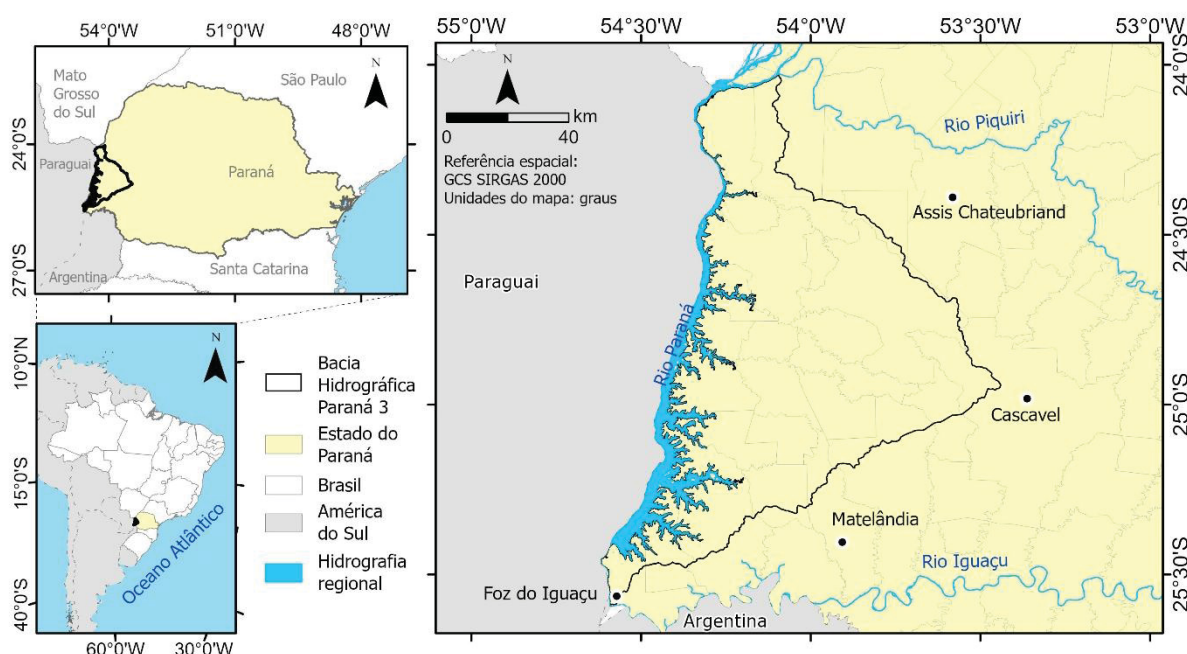 54°0'W
51°0'W
48°0'W
24°0'S
27°0'S
Mato
Grosso
do Sul
São Paulo
N
Paraguai
Paraná
Argentina
Santa Catarina
10°0'N
15°0'S
40°0'S
60°0'W
30°0'W
N
Oceano Atlântico
Bacia
Hidrográfica
Paraná 3
Estado do
Paraná
Brasil
América
do Sul
Hidrografia
regional
55°0'W
54°30'W
54°0'W
53°30'W
53°0'W
24°0'S
24°30'S
25°0'S
25°30'S
N
0
40
km
Referência espacial:
GCS SIRGAS 2000
Unidades do mapa: graus
Rio Piquiri
Assis Chateubriand
Paraguai
Rio Paraná
Cascavel
Matelândia
Rio Iguaçu
Foz do Iguaçu
Argentina